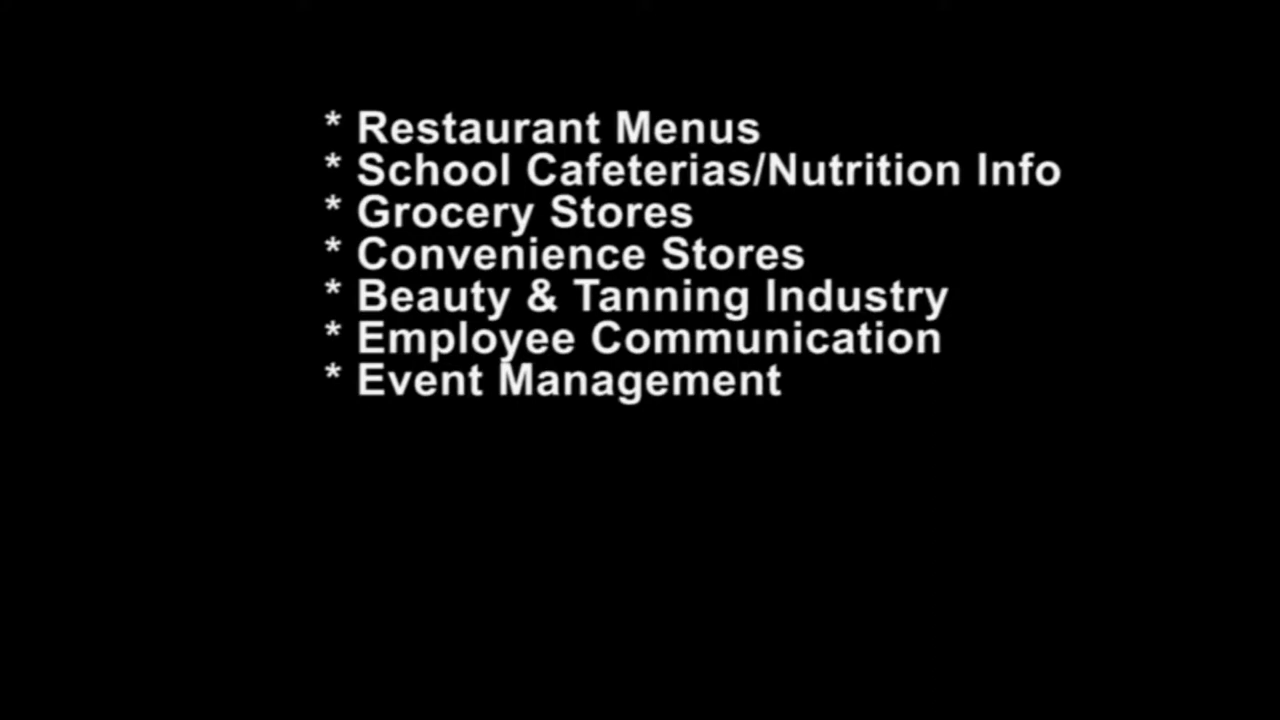 * Restaurant Menus
* School Cafeterias/Nutrition Info
* Grocery Stores
* Convenience Stores
* Beauty & Tanning Industry
* Employee Communication
* Event Management